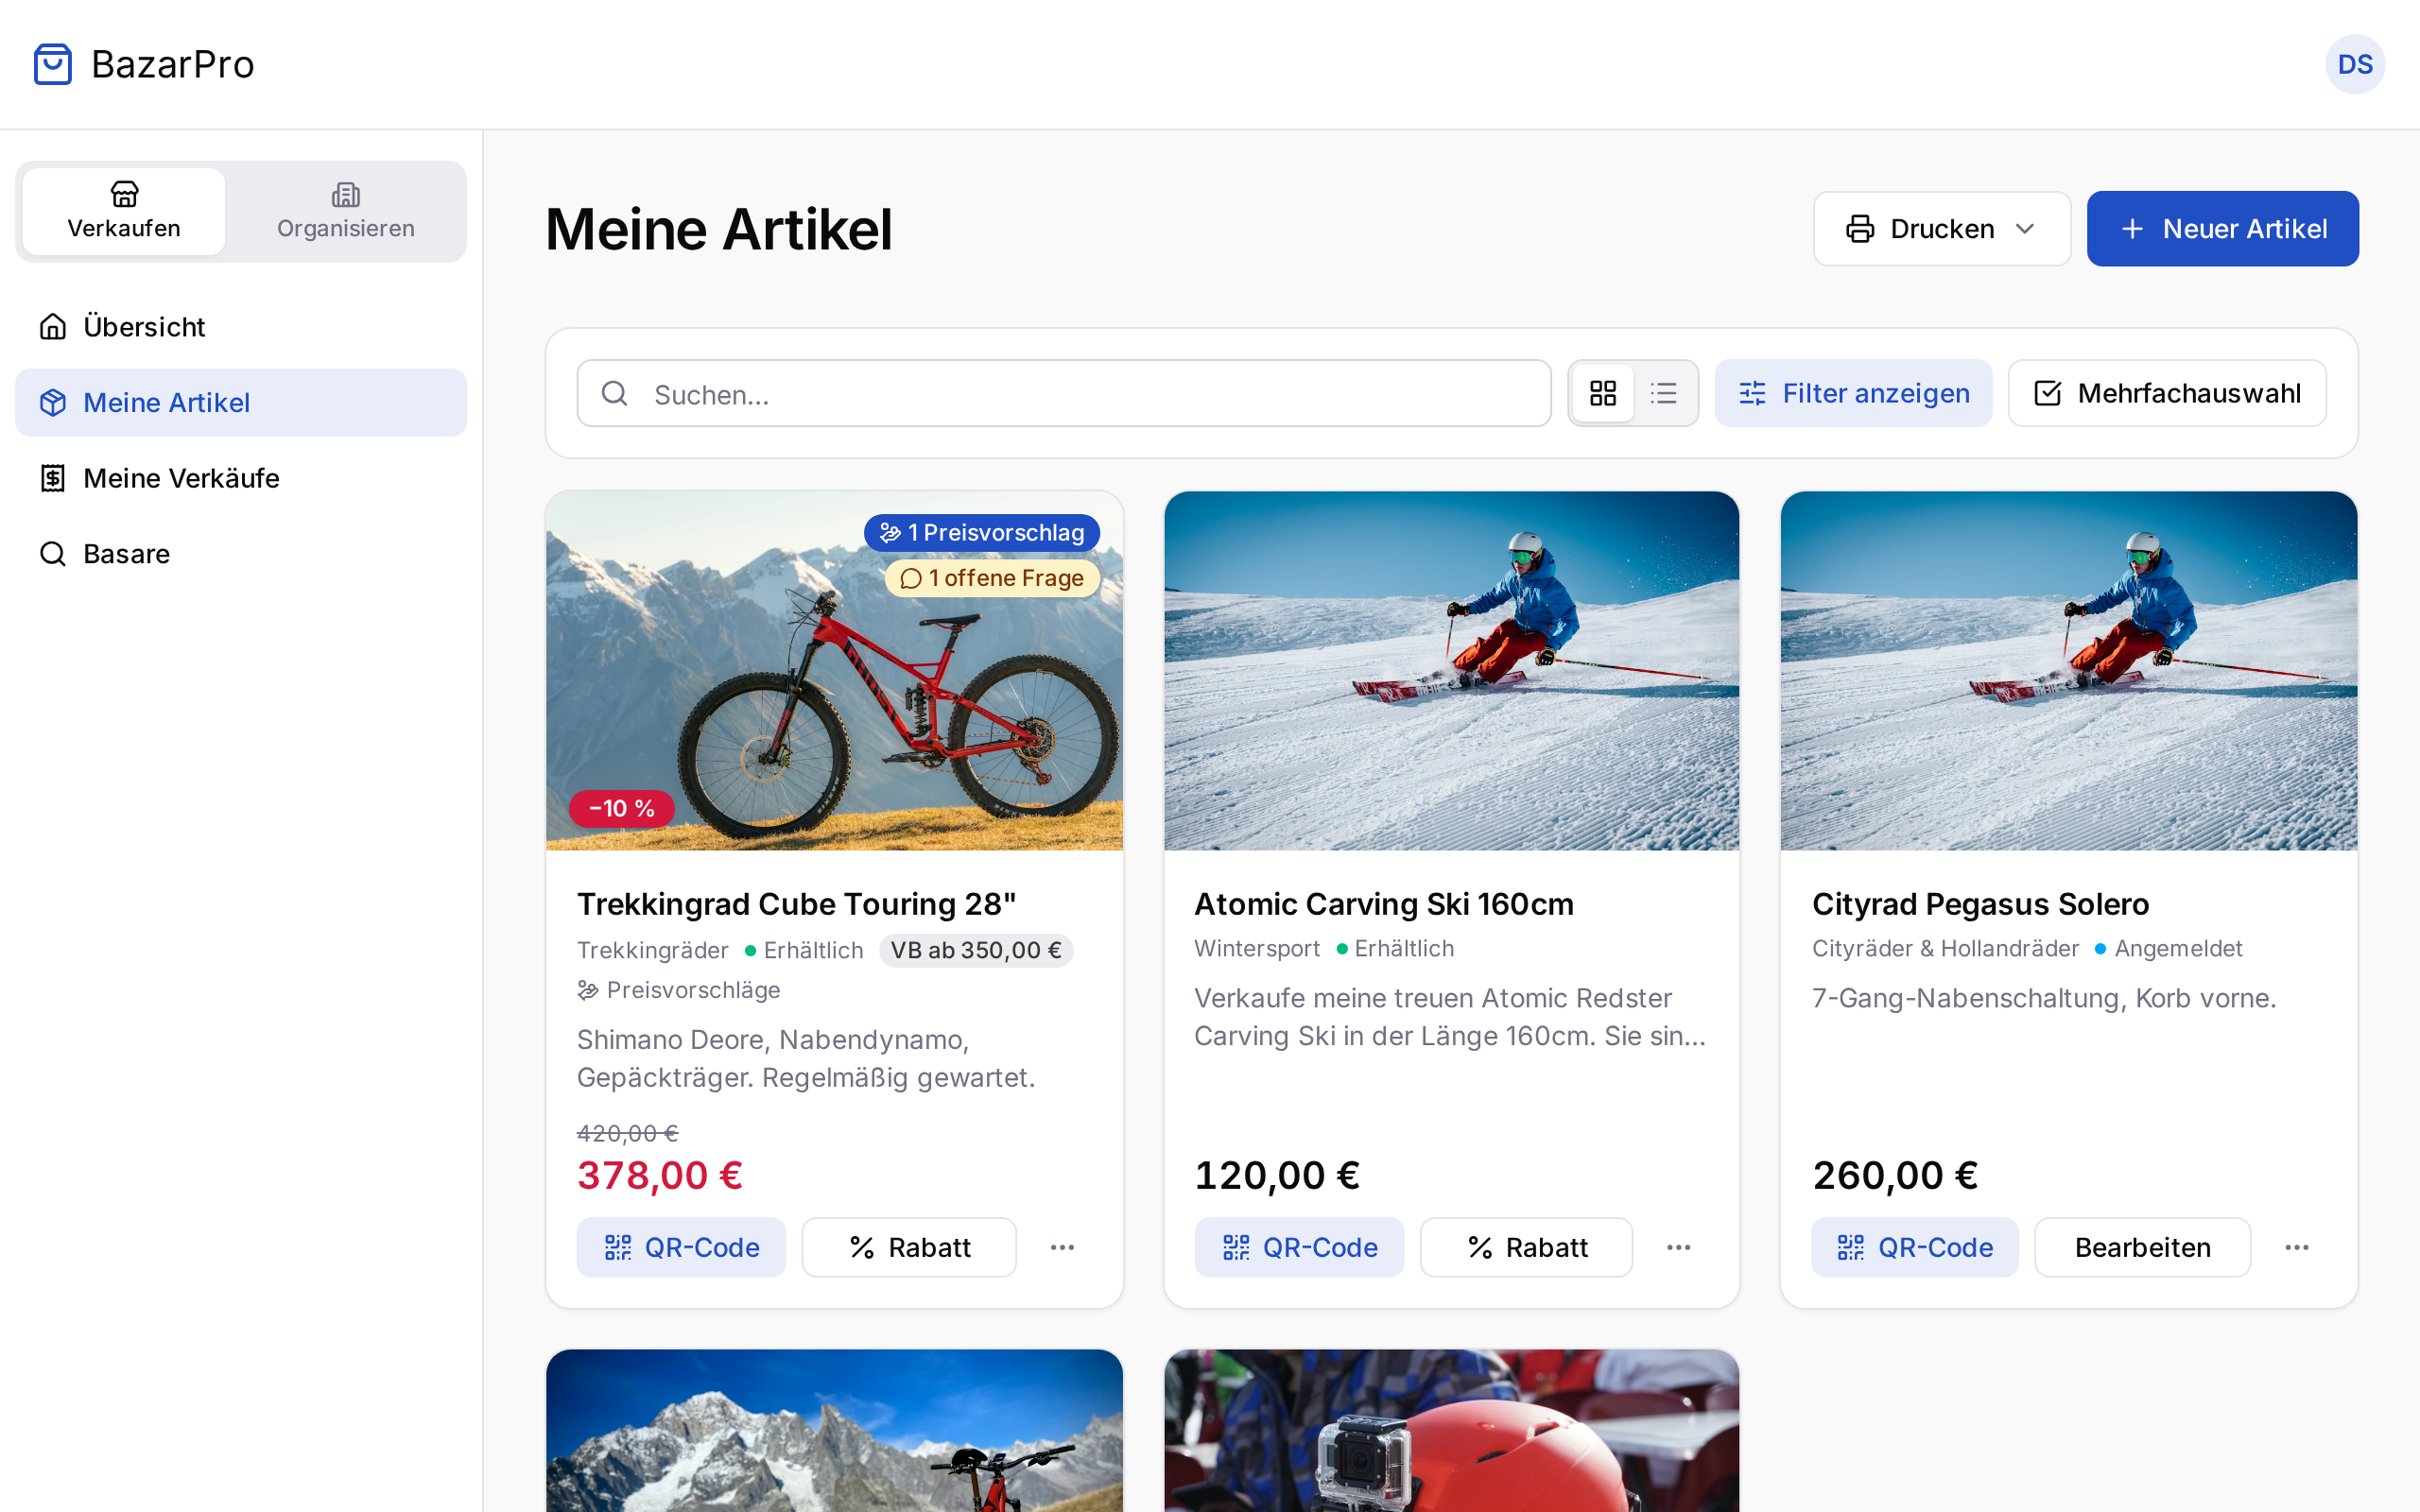 BazarPro
DS
Verkaufen
Organisieren
Übersicht
Meine Artikel
Meine Verkäufe
Basare
Meine Artikel
Drucken
Neuer Artikel
Suchen...
Filter anzeigen
Mehrfachauswahl
1 Preisvorschlag
1 offene Frage
−10 %
Trekkingrad Cube Touring 28"
Trekkingräder Erhältlich VB ab 350,00 €
Preisvorschläge
Shimano Deore, Nabendynamo,
Gepäckträger. Regelmäßig gewartet.
420,00 €
378,00 €
QR-Code
Rabatt
Atomic Carving Ski 160cm
Wintersport Erhältlich
Verkaufe meine treuen Atomic Redster
Carving Ski in der Länge 160cm. Sie sin...
120,00 €
QR-Code
Rabatt
Cityrad Pegasus Solero
Cityräder & Hollandräder Angemeldet
7-Gang-Nabenschaltung, Korb vorne.
260,00 €
QR-Code
Bearbeiten